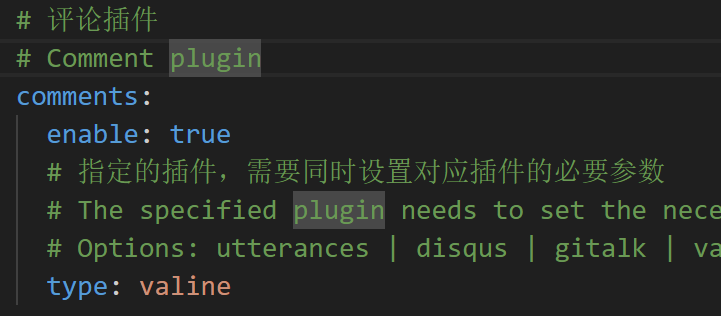 # 评论插件
# Comment plugin
comments:
enable: true
# 指定的插件，需要同时设置对应插件的必要参数
# The specified plugin needs to set the nece
# Options: utterances | disqus | gitalk | va
type: valine